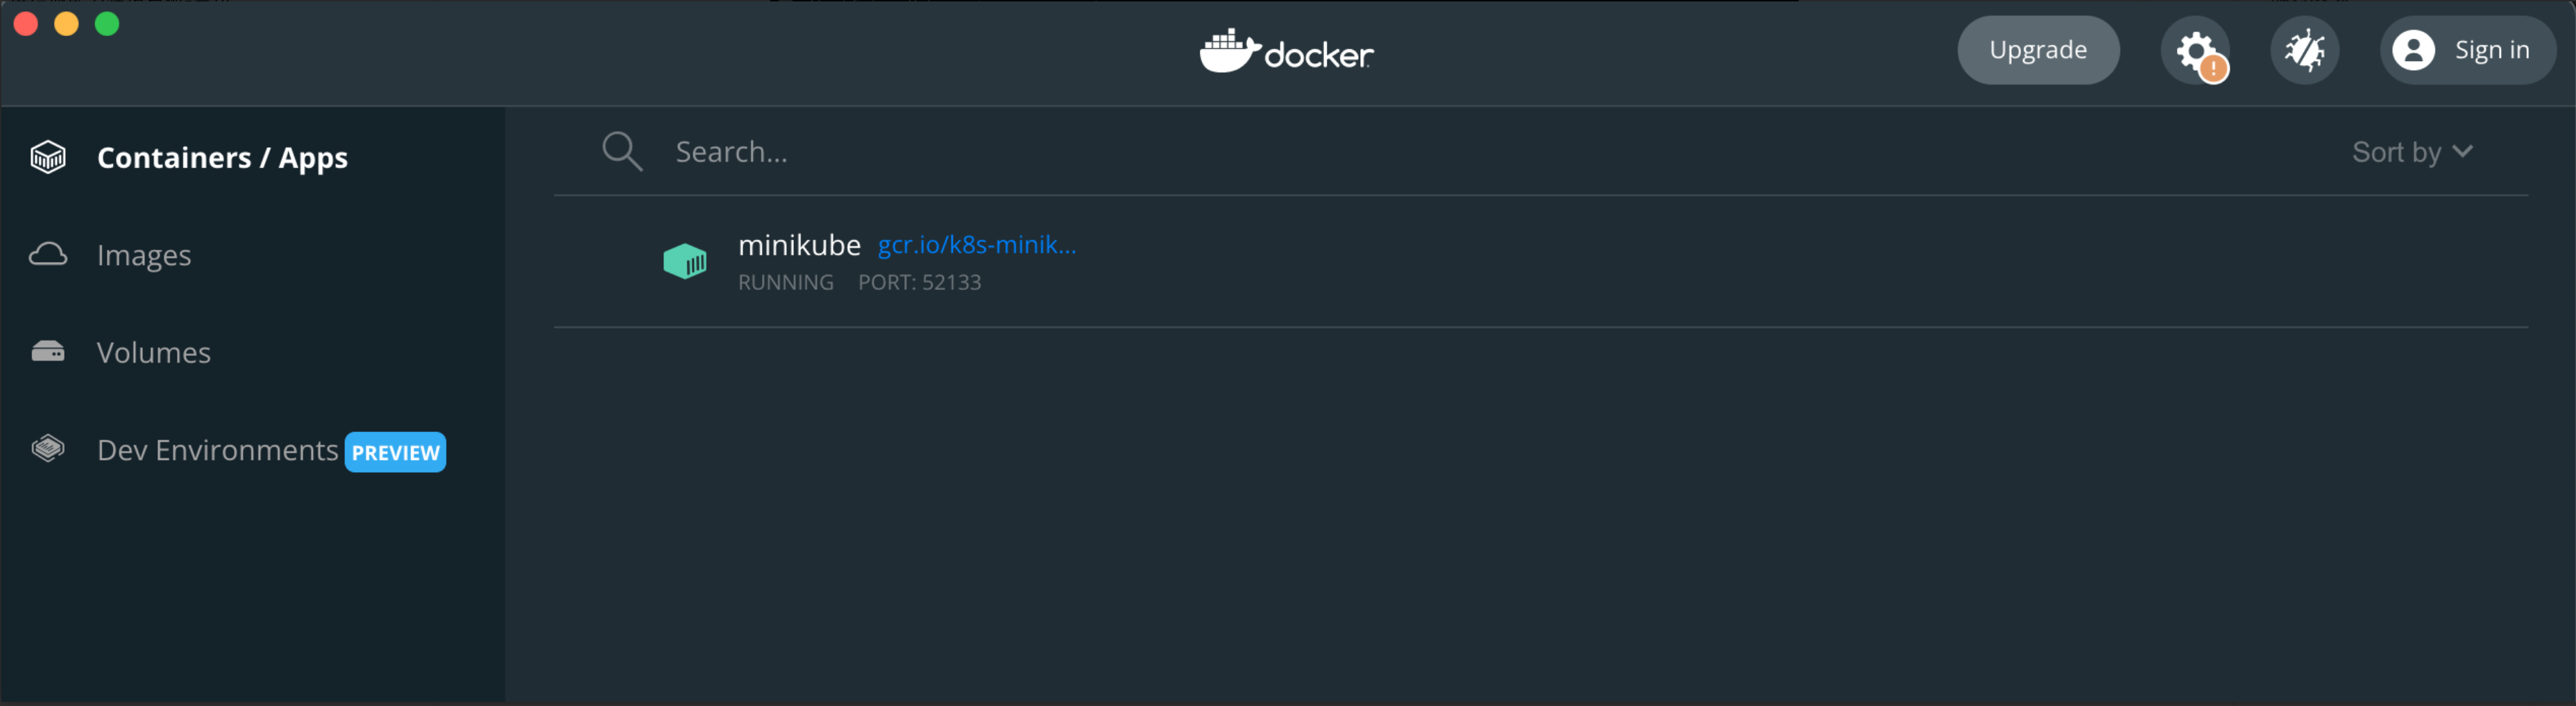 docker
Upgrade
!
Sign in
Containers / Apps
Images
Volumes
Dev Environments PREVIEW
Search...
Sort by
minikube gcr.io/k8s-minik...
RUNNING PORT: 52133